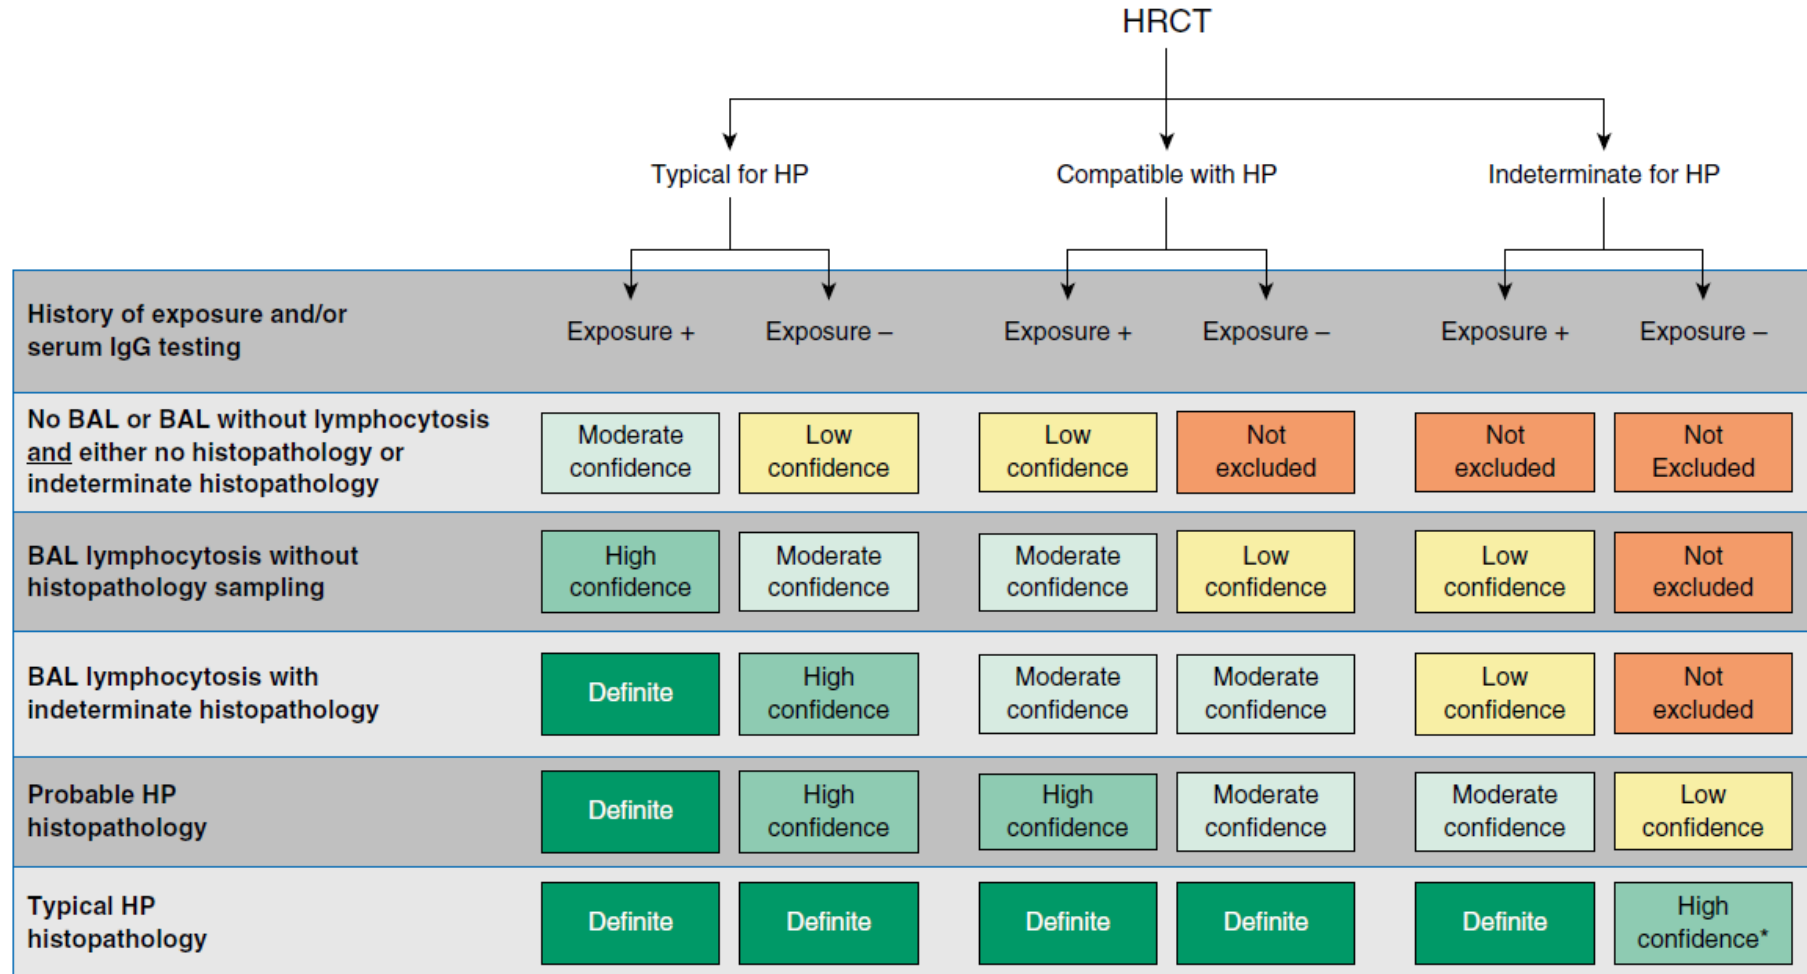 HRCT
Typical for HP
Compatible with HP
Indeterminate for HP
History of exposure and/or
serum IgG testing
Exposure +
Exposure –
Exposure +
Exposure –
Exposure +
Exposure –
No BAL or BAL without lymphocytosis
and either no histopathology or
indeterminate histopathology
Moderate
confidence
Low
confidence
Low
confidence
Not
excluded
Not
excluded
Not
Excluded
BAL lymphocytosis without
histopathology sampling
High
confidence
Moderate
confidence
Moderate
confidence
Low
confidence
Low
confidence
Not
excluded
BAL lymphocytosis with
indeterminate histopathology
Definite
High
confidence
Moderate
confidence
Moderate
confidence
Low
confidence
Not
excluded
Probable HP
histopathology
Definite
High
confidence
High
confidence
Moderate
confidence
Moderate
confidence
Low
confidence
Typical HP
histopathology
Definite
Definite
Definite
Definite
Definite
High
confidence*